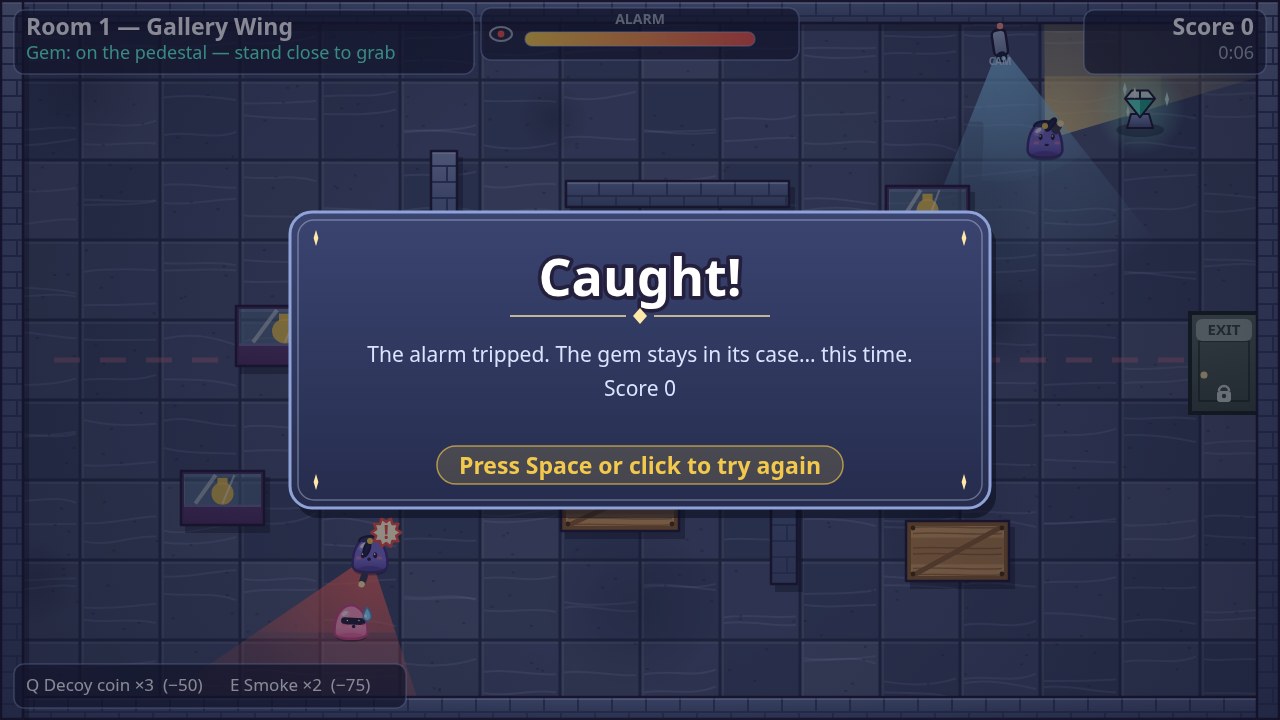 Room 1 — Gallery Wing
Gem: on the pedestal — stand close to grab
ALARM
CAM
Score 0
0:06
Caught!
The alarm tripped. The gem stays in its case… this time.
Score 0
Press Space or click to try again
EXIT
!
Q Decoy coin ×3 (−50) E Smoke ×2 (−75)